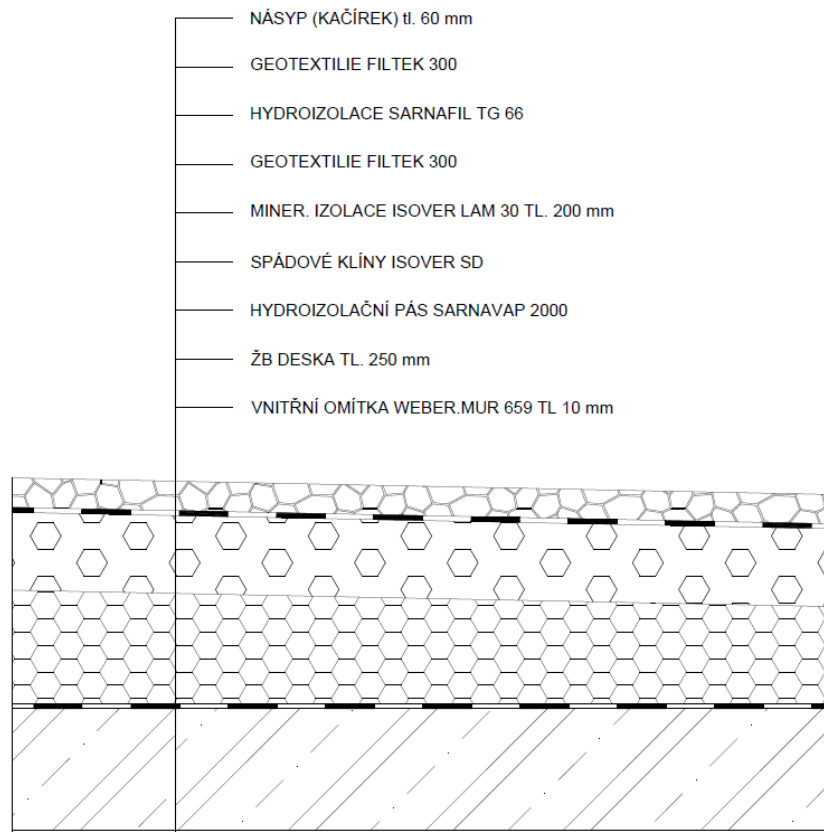 NÁSYP (KAČÍREK) tl. 60 mm
GEOTEXTILIE FILTEK 300
HYDROIZOLACE SARNAFIL TG 66
GEOTEXTILIE FILTEK 300
MINER. IZOLACE ISOVER LAM 30 TL. 200 mm
SPÁDOVÉ KLÍNY ISOVER SD
HYDROIZOLAČNÍ PÁS SARNAVAP 2000
ŽB DESKA TL. 250 mm
VNITŘNÍ OMÍTKA WEBER.MUR 659 TL 10 mm